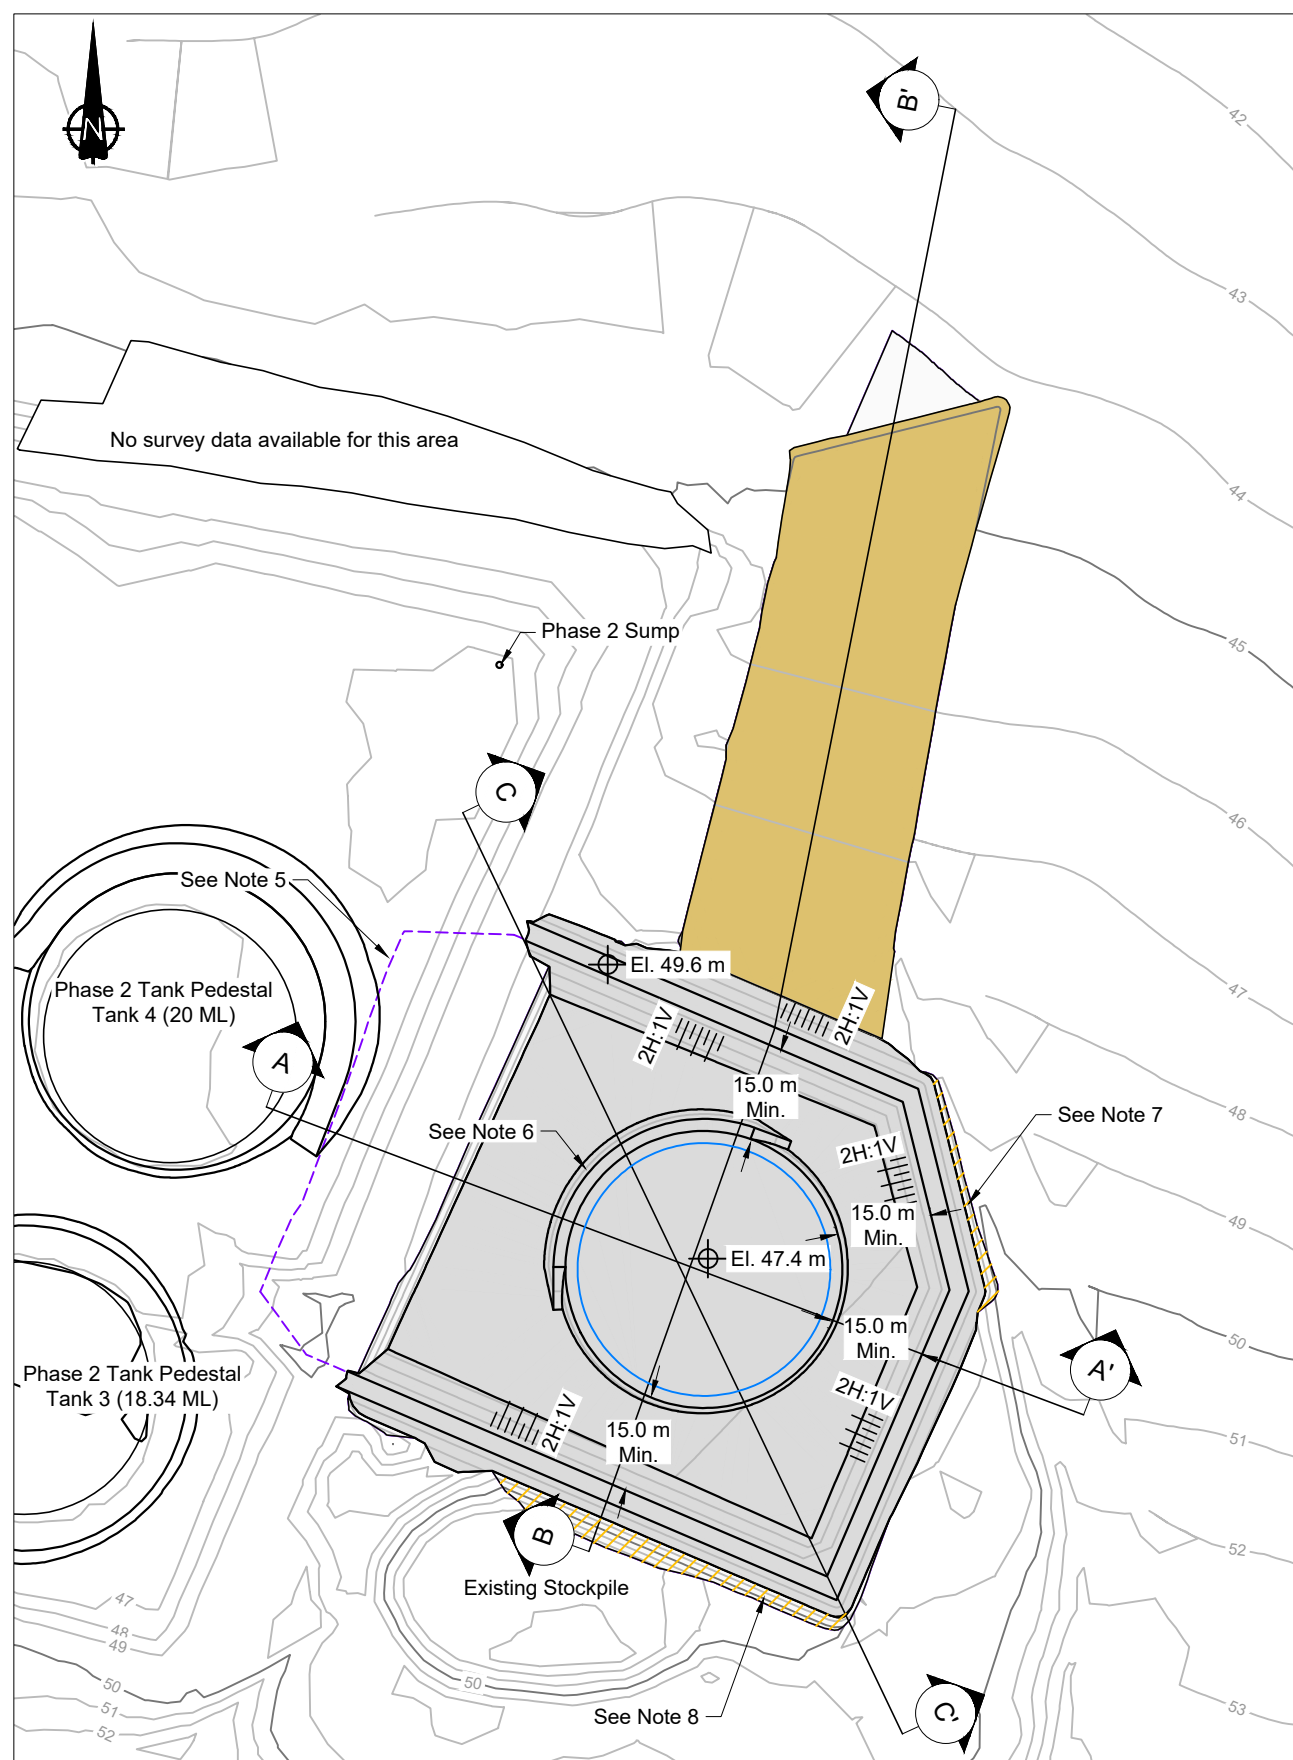 N
B'
42
43
No survey data available for this area
44
Phase 2 Sump
45
C
46
See Note 5
El. 49.6 m
47
Phase 2 Tank Pedestal
Tank 4 (20 ML)
2H:1V
2H:1V
A
15.0 m
Min.
See Note 6
See Note 7
48
2H:1V
15.0 m
Min.
49
El. 47.4 m
15.0 m
Min.
50
A'
Phase 2 Tank Pedestal
Tank 3 (18.34 ML)
2H:1V
2H:1V
15.0 m
Min.
51
B
52
Existing Stockpile
47
48
49
50
50
51
52
See Note 8
C'
53